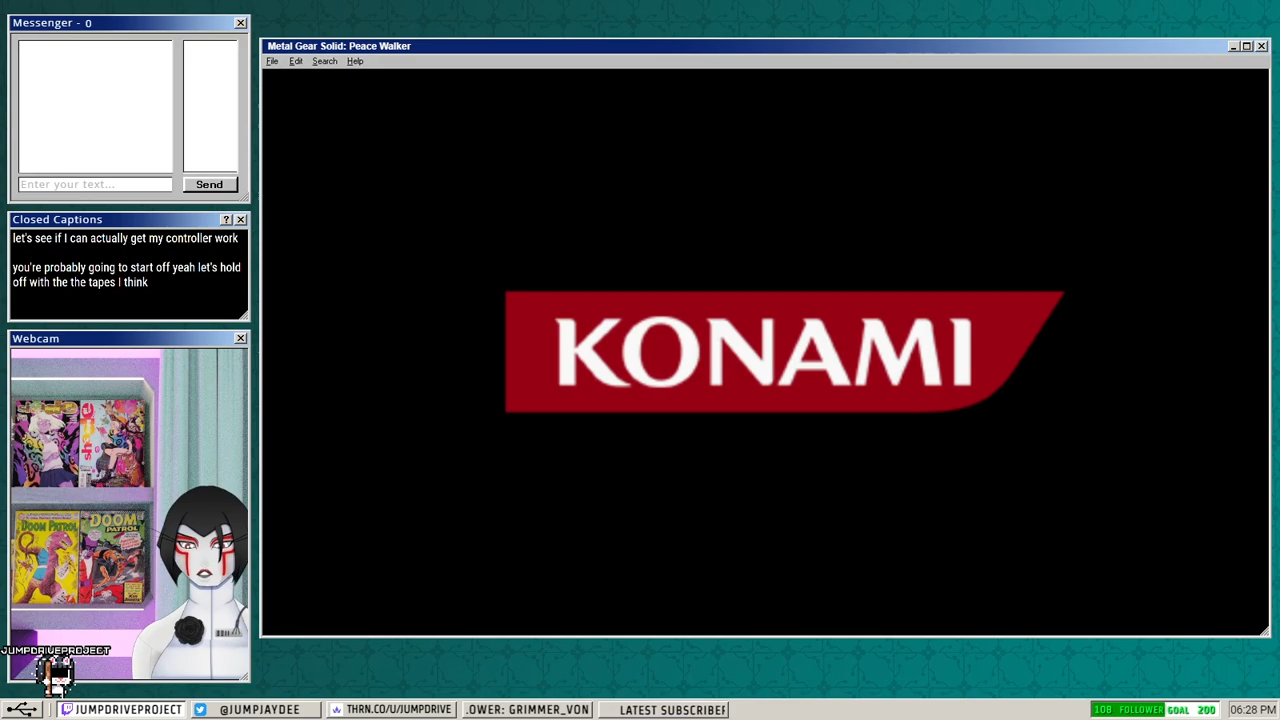 Messenger - 0
Enter your text...
Send
Closed Captions
?
let's see if I can actually get my controller work
you're probably going to start off yeah let's hold
off with the the tapes I think
Webcam
shade
DOOM PATROL
DOOM
PATROL
JUMPDRIVEPROJECT
Metal Gear Solid: Peace Walker
File Edit Search Help
KONAMI
JUMPDRIVEPROJECT
@JUMPJAYDEE
THRN.CO/U/JUMPDRIVE
.OWER: GRIMMER_VON
LATEST SUBSCRIBER
108 FOLLOWER GOAL 200
06:28 PM